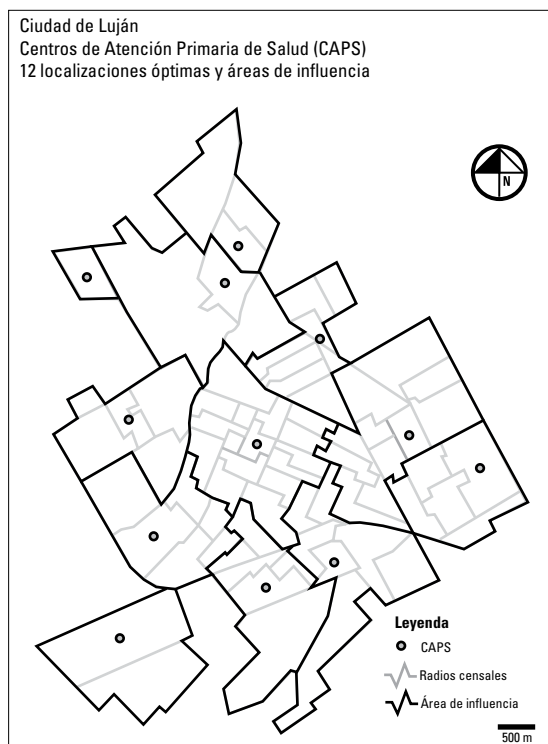 Ciudad de Luján
Centros de Atención Primaria de Salud (CAPS)
12 localizaciones óptimas y áreas de influencia
N
Leyenda
CAPS
Radios censales
Área de influencia
500 m